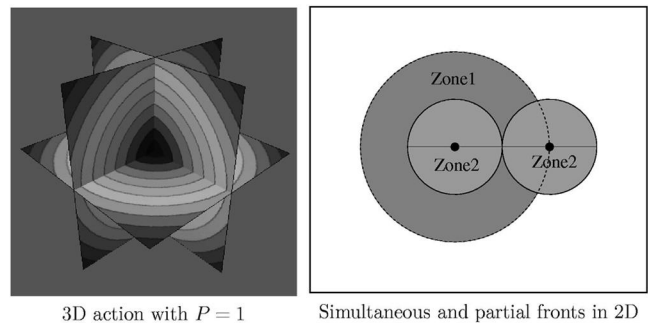 Zone1
Zone2
Zone2
3D action with P = 1
Simultaneous and partial fronts in 2D